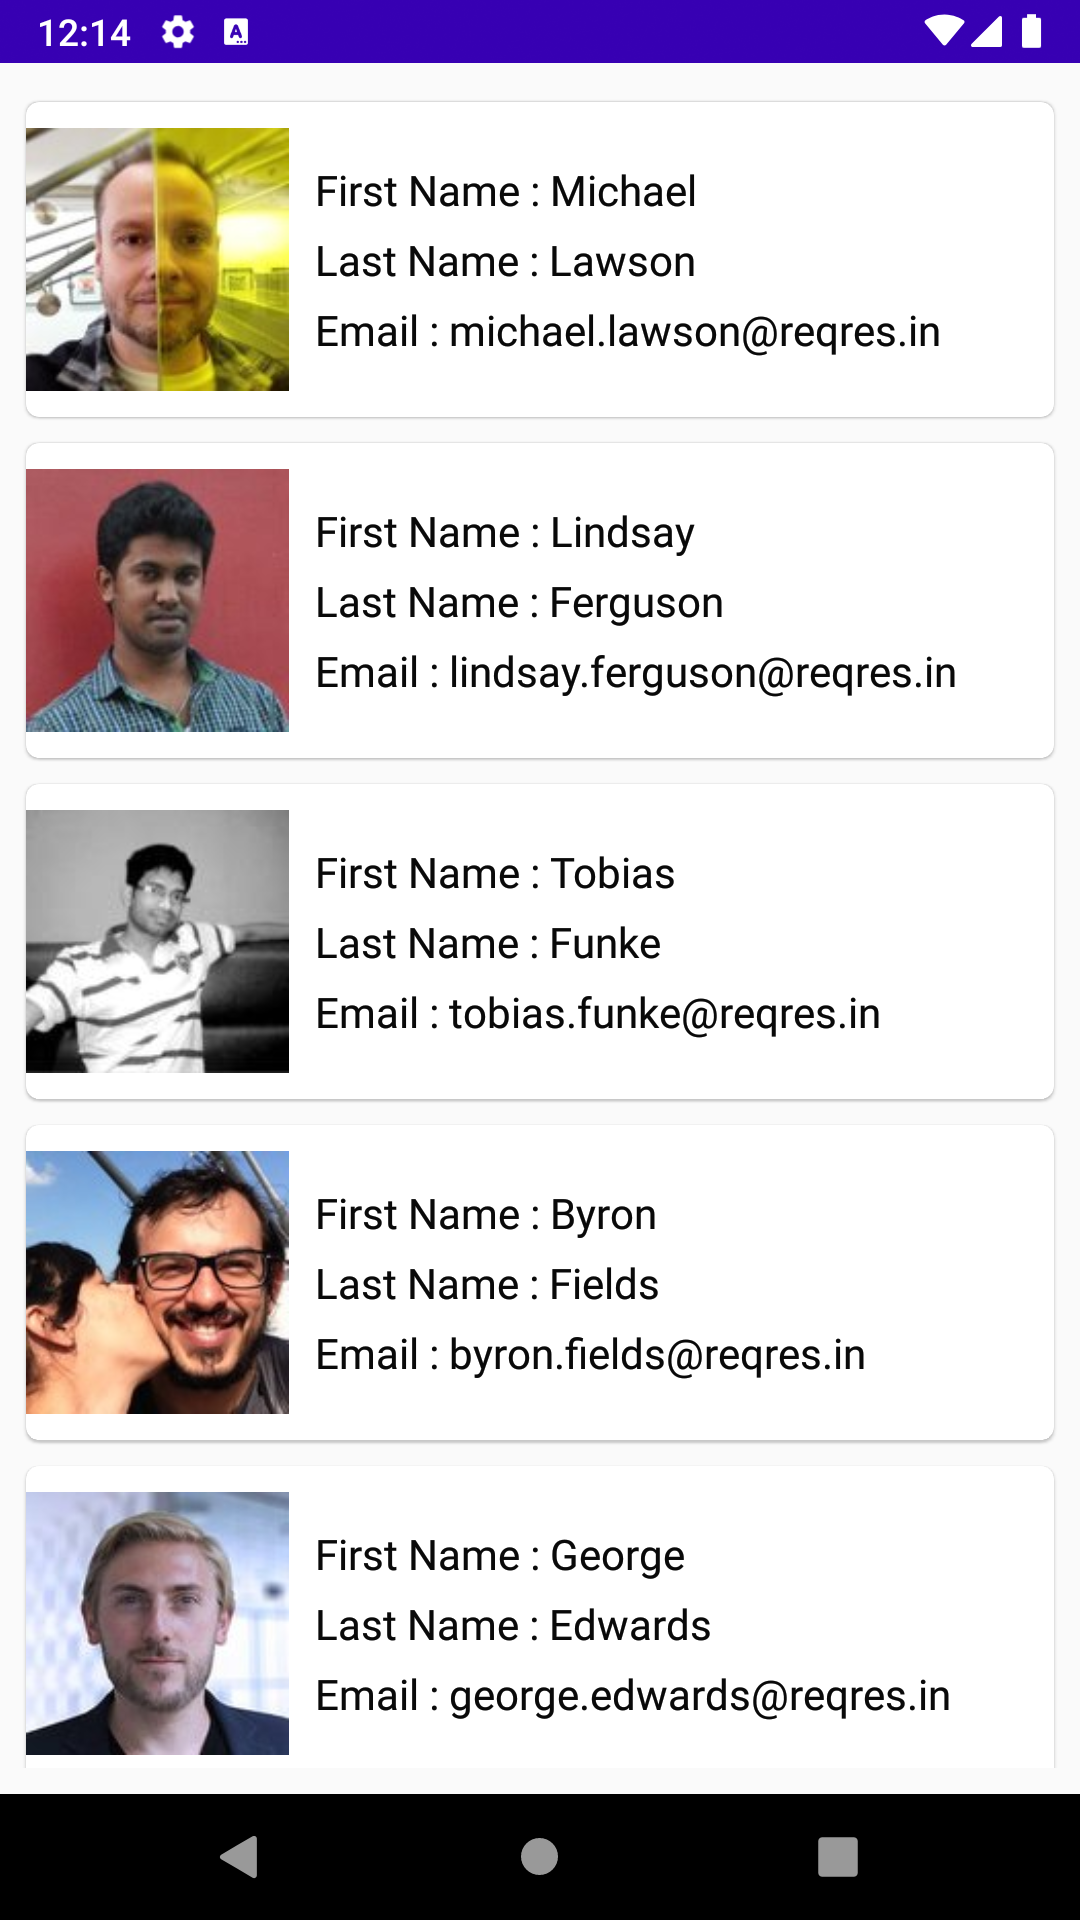 12:14
First Name : Michael
Last Name : Lawson
Email : michael.lawson@reqres.in
First Name : Lindsay
Last Name : Ferguson
Email : lindsay.ferguson@reqres.in
First Name : Tobias
Last Name : Funke
Email : tobias.funke@reqres.in
First Name : Byron
Last Name : Fields
Email : byron.fields@reqres.in
First Name : George
Last Name : Edwards
Email : george.edwards@reqres.in